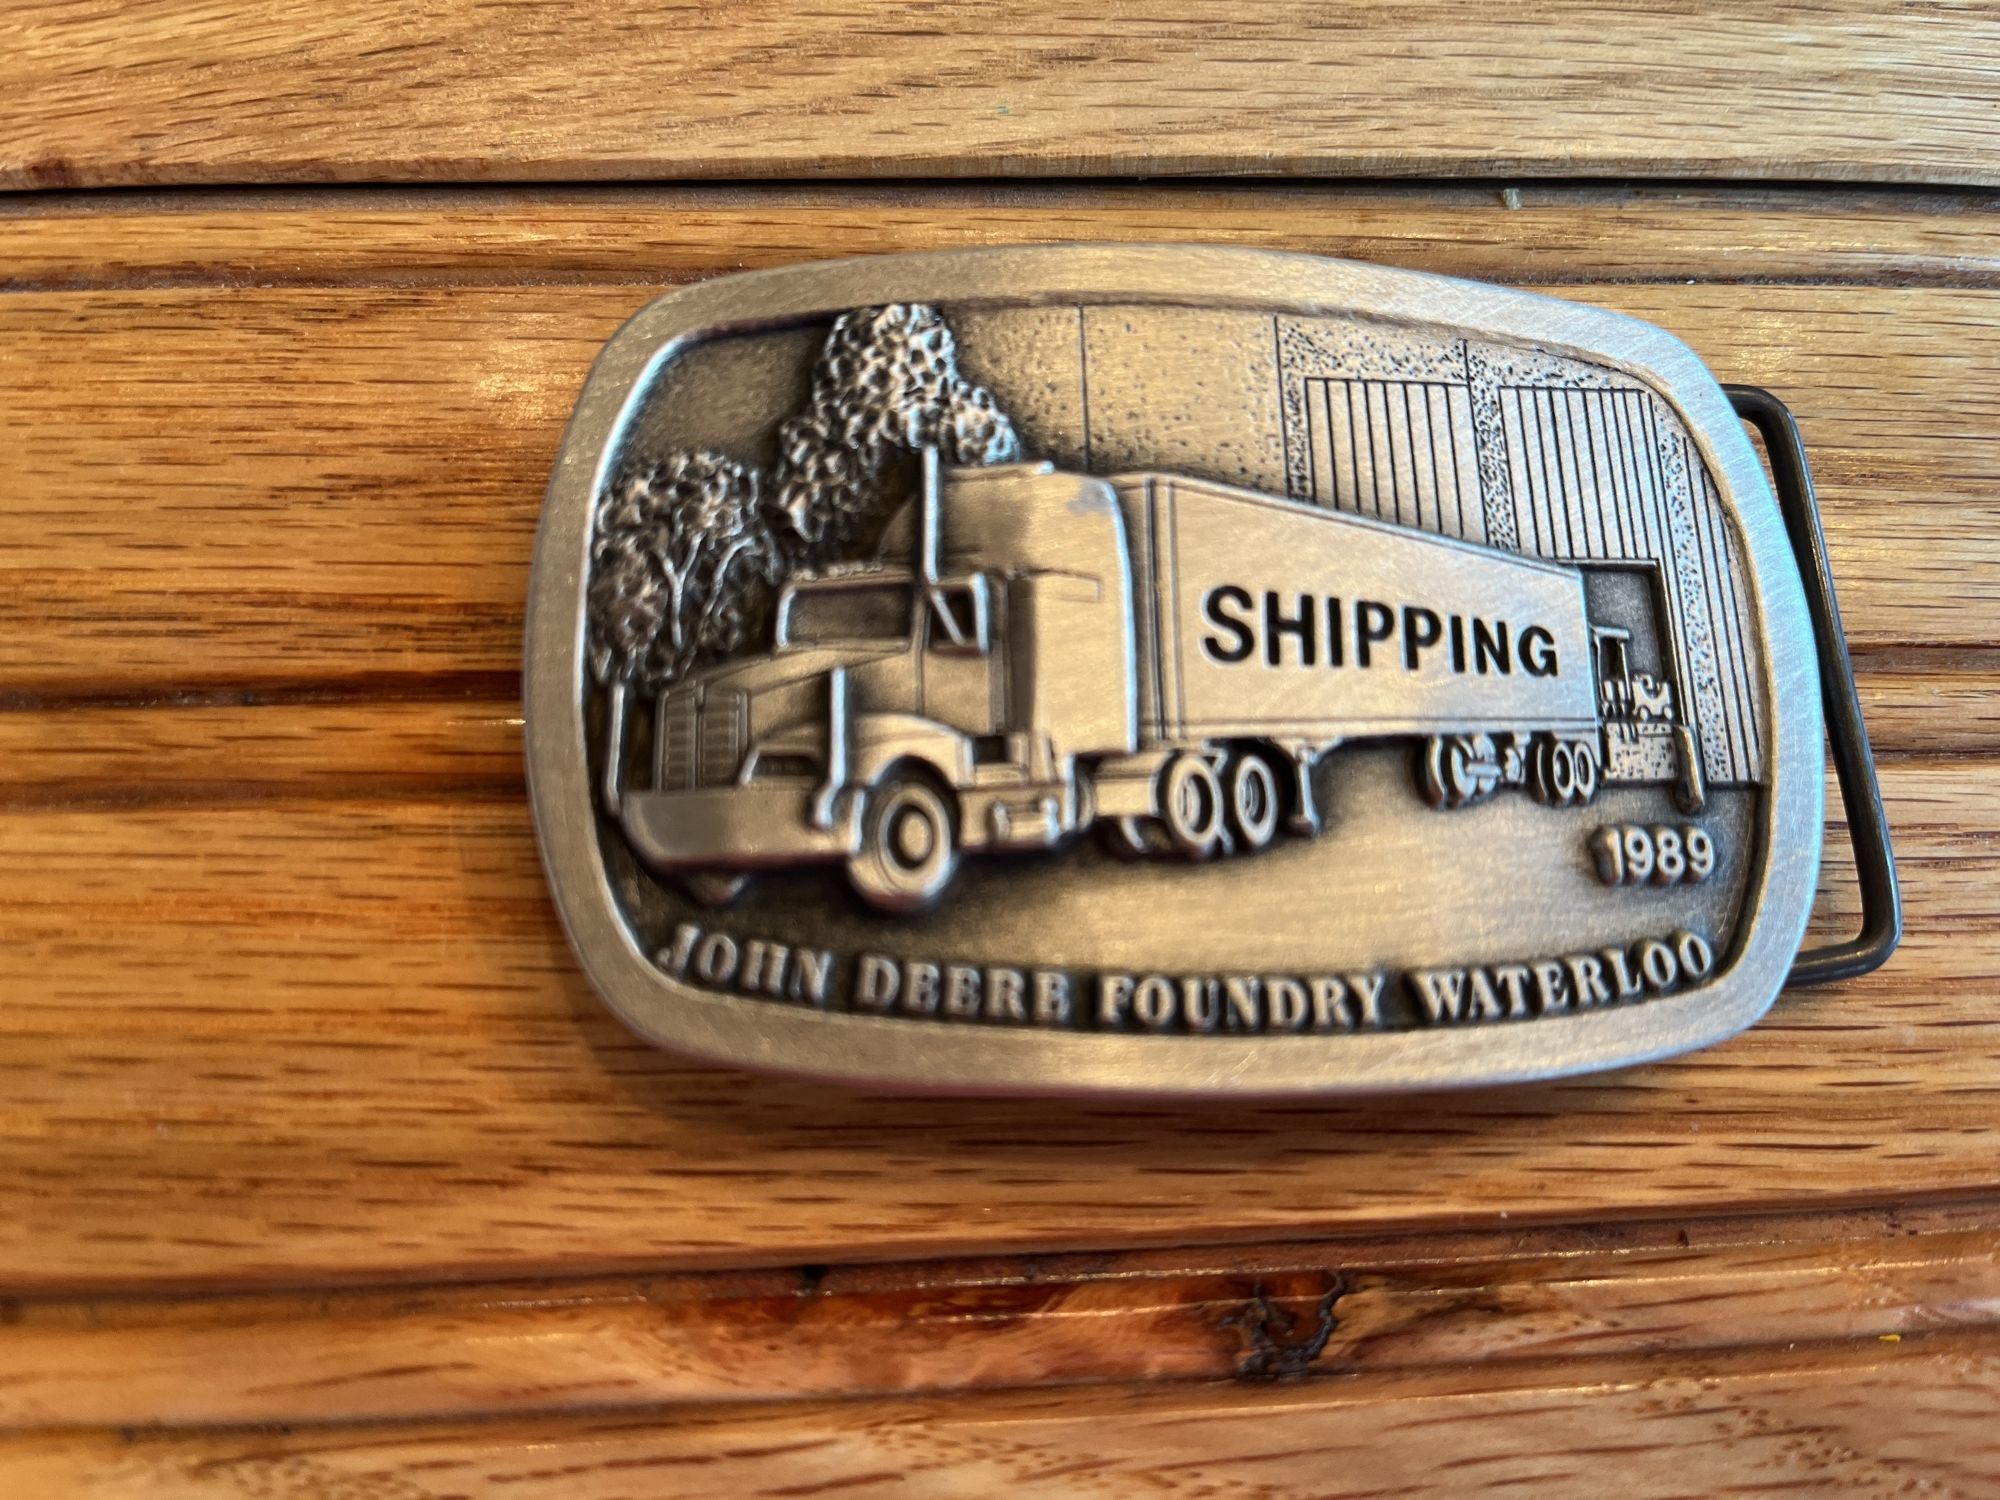 SHIPPING
1989
JOHN DEERE FOUNDRY WATERLOO